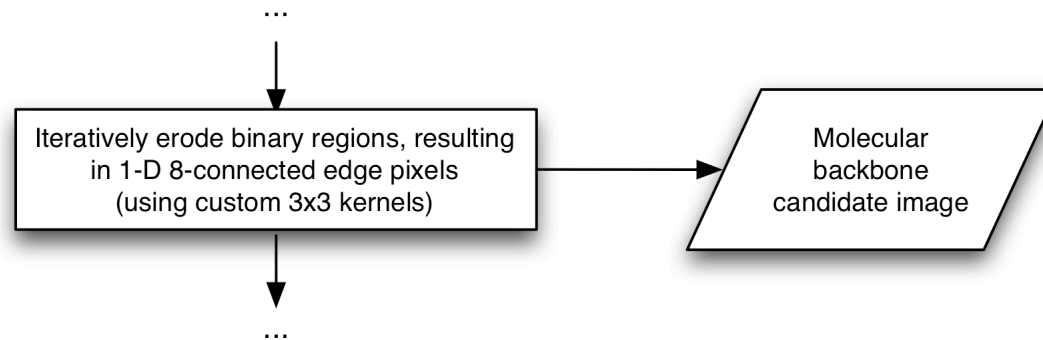 ...
Iteratively erode binary regions, resulting
in 1-D 8-connected edge pixels
(using custom 3x3 kernels)
Molecular
backbone
candidate image
...